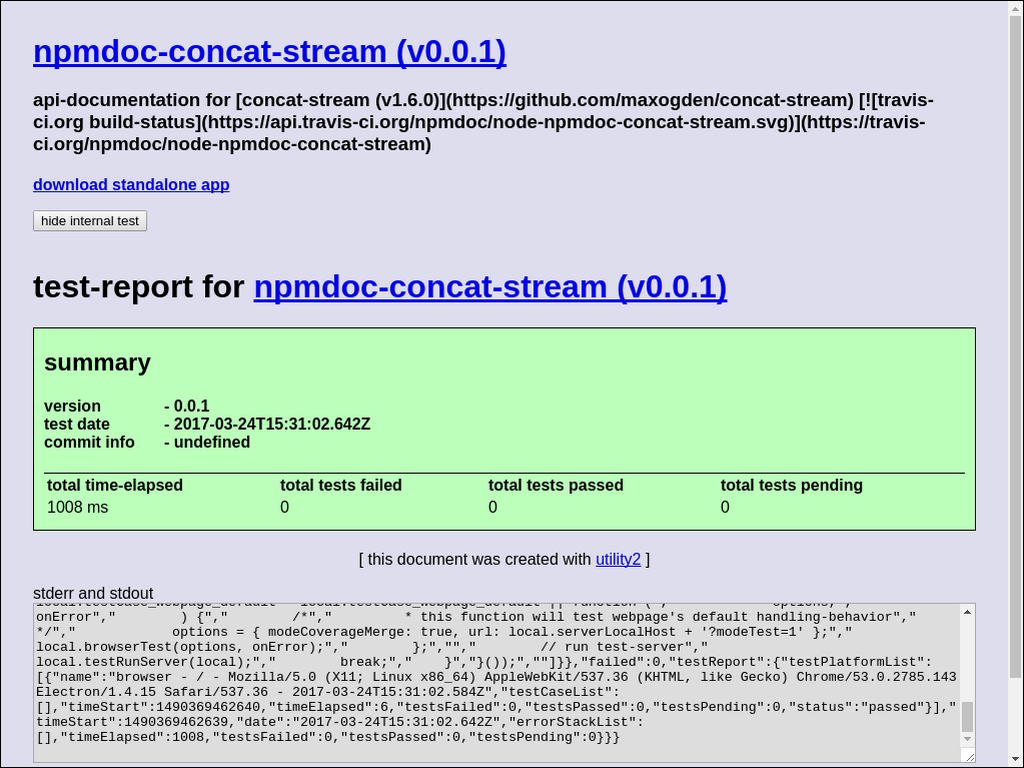 npmdoc-concat-stream (v0.0.1)
api-documentation for [concat-stream (v1.6.0)](https://github.com/maxogden/concat-stream) [![travis-
ci.org build-status](https://api.travis-ci.org/npmdoc/node-npmdoc-concat-stream.svg)](https://travis-
ci.org/npmdoc/node-npmdoc-concat-stream)
download standalone app
hide internal test
test-report for npmdoc-concat-stream (v0.0.1)
summary
version - 0.0.1
test date - 2017-03-24T15:31:02.642Z
commit info - undefined
total time-elapsed total tests failed total tests passed total tests pending
1008 ms 0 0 0
[ this document was created with utility2 ]
stderr and stdout
onError","        ) {","        /*","         * this function will test webpage's default handling-behavior","
*/","            options = { modeCoverageMerge: true, url: local.serverLocalHost + '?modeTest=1' };","
local.browserTest(options, onError);","        };","","        // run test-server","
local.testRunServer(local);","        break;","    }","}());",""]}},"failed":0,"testReport":{"testPlatformList":
[{"name":"browser - / - Mozilla/5.0 (X11; Linux x86_64) AppleWebKit/537.36 (KHTML, like Gecko) Chrome/53.0.2785.143
Electron/1.4.15 Safari/537.36 - 2017-03-24T15:31:02.584Z","testCaseList":
[],"timeStart":1490369462640,"timeElapsed":6,"testsFailed":0,"testsPassed":0,"testsPending":0,"status":"passed"}],"
timeStart":1490369462639,"date":"2017-03-24T15:31:02.642Z","errorStackList":
[],"timeElapsed":1008,"testsFailed":0,"testsPassed":0,"testsPending":0}}}